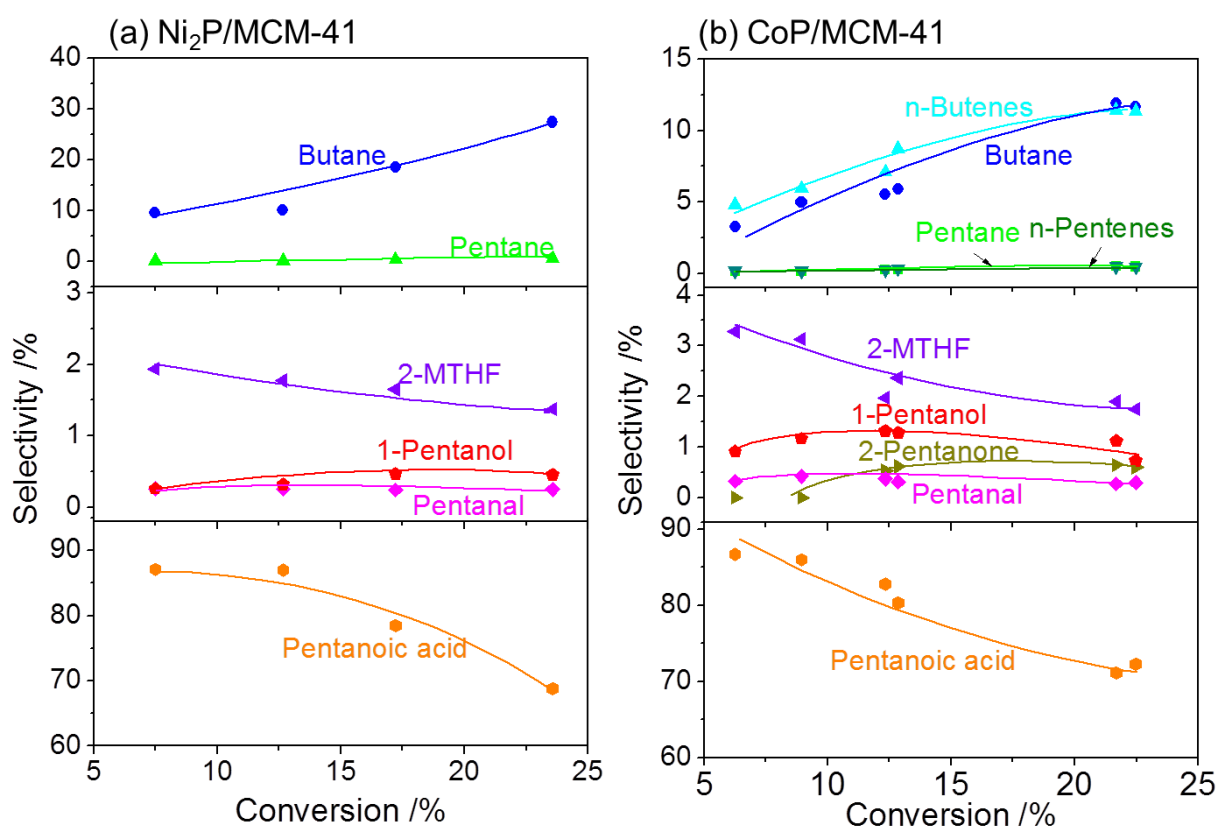 (a) Ni₂P/MCM-41
40
30
20
10
0
Butane
Pentane
3
2
1
0
2-MTHF
1-Pentanol
Pentanal
90
80
70
60
Pentanoic acid
5 10 15 20 25
Conversion /%
Selectivity /%
(b) CoP/MCM-41
15
10
5
0
n-Butenes
Butane
Pentane
n-Pentenes
4
3
2
1
0
2-MTHF
1-Pentanol
2-Pentanone
Pentanal
90
80
70
60
Pentanoic acid
5 10 15 20 25
Conversion /%
Selectivity /%